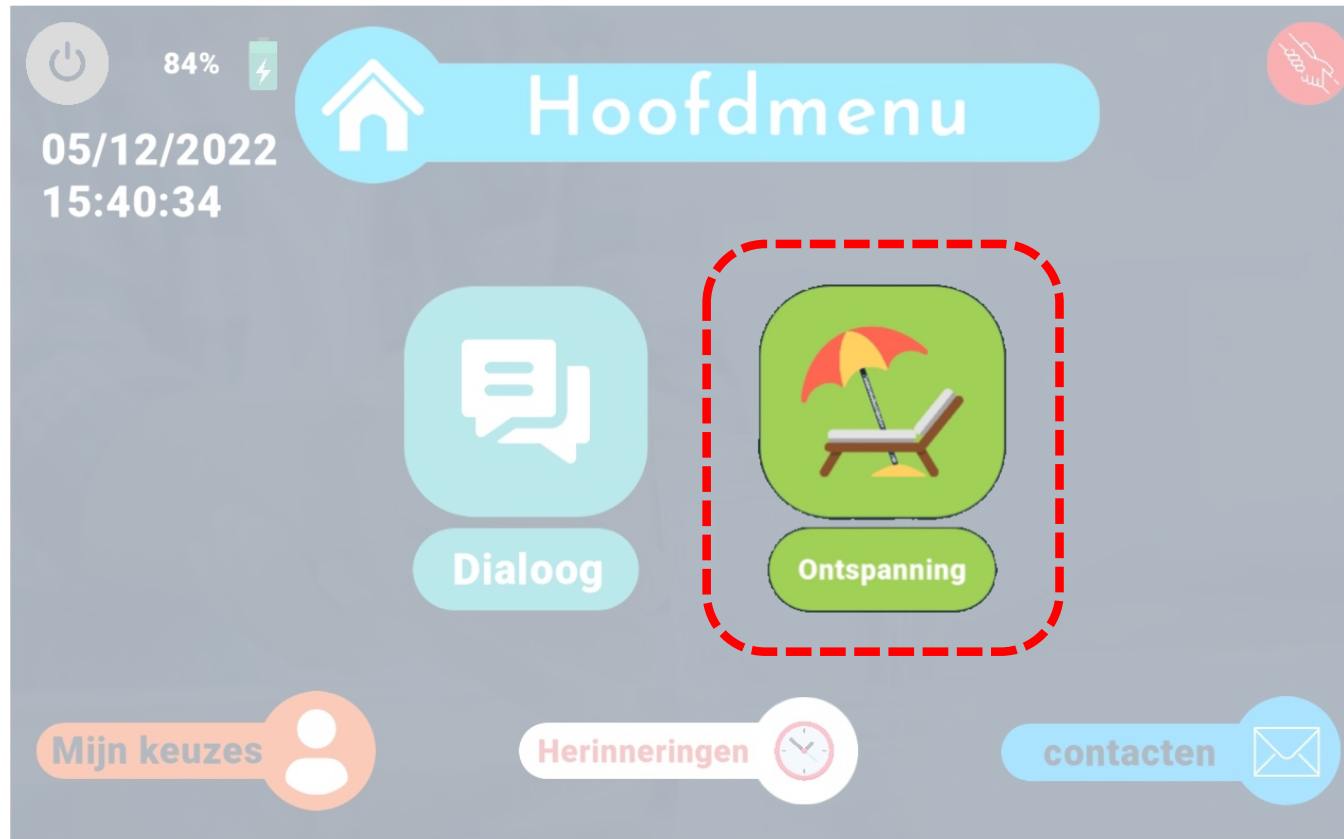 84%
Hoofdmenu
05/12/2022
15:40:34
Dialoog
Ontspanning
Mijn keuzes
Herinneringen
contacten